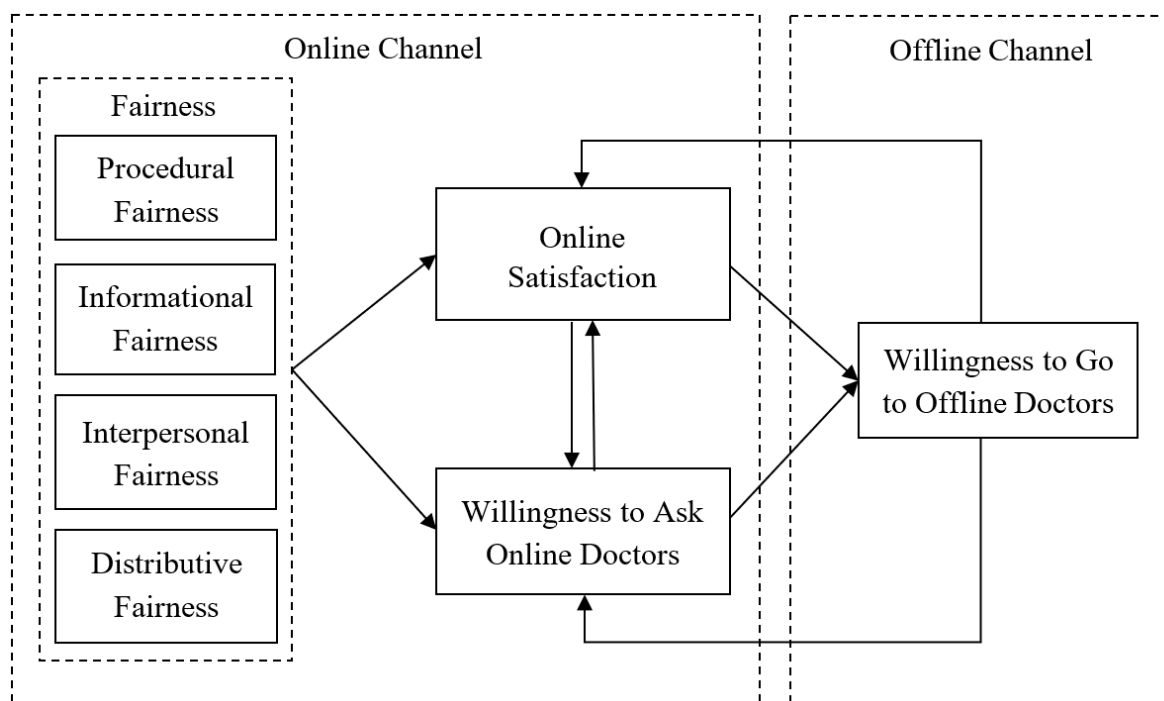 Online Channel
Offline Channel
Fairness
Procedural
Fairness
Informational
Fairness
Interpersonal
Fairness
Distributive
Fairness
Online
Satisfaction
Willingness to Ask
Online Doctors
Willingness to Go
to Offline Doctors